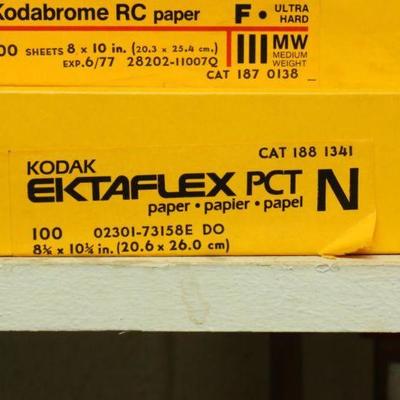 Kodabrome RC paper F· ULTRA HARD
00 SHEETS 8 x 10 in. (20.3 x 25.4 cm.) III MW MEDIUM WEIGHT
EXP. 6/77 28202-11007Q
CAT 187 0138
CAT 188 1341
KODAK
EKTAFLEX PCT N
paper • papier • papel
100 02301-73158E DO
8⅛ x 10¼ in. (20.6 x 26.0 cm)